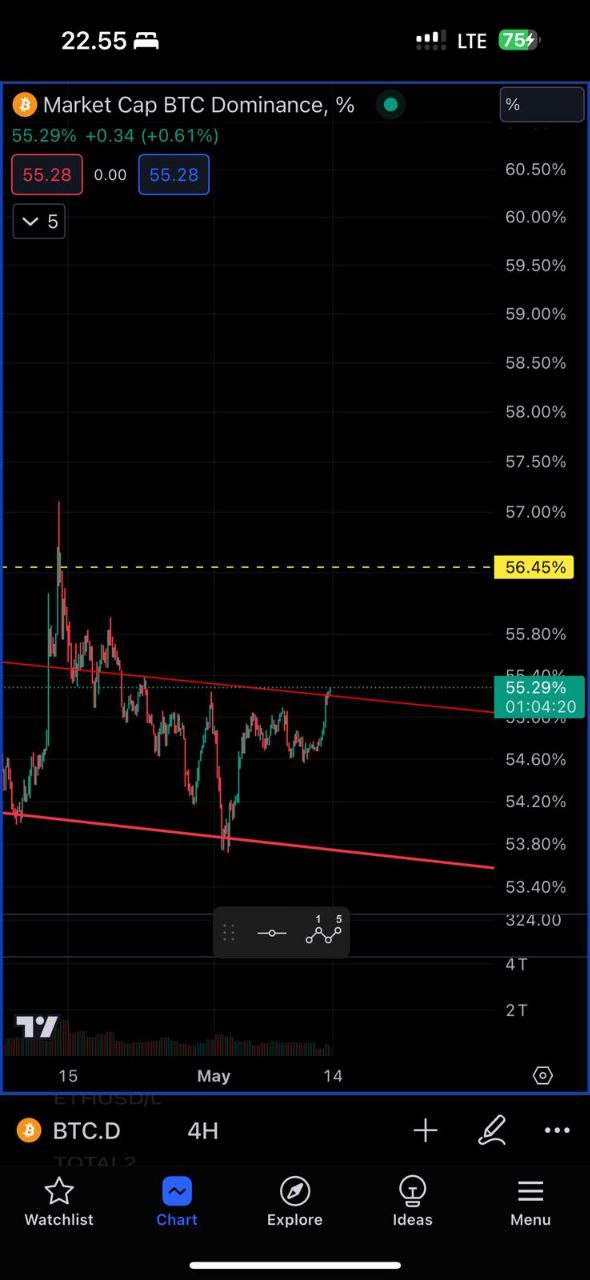 22.55 LTE 75
Market Cap BTC Dominance, % %
55.29% +0.34 (+0.61%)
55.28 0.00 55.28
5
60.50%
60.00%
59.50%
59.00%
58.50%
58.00%
57.50%
57.00%
56.45%
55.80%
55.40%
55.29%
01:04:20
55.00%
54.60%
54.20%
53.80%
53.40%
1 5
324.00
4T
2T
15 May 14
ETHUSD/L
BTC.D 4H
TOTAL2
Watchlist Chart Explore Ideas Menu